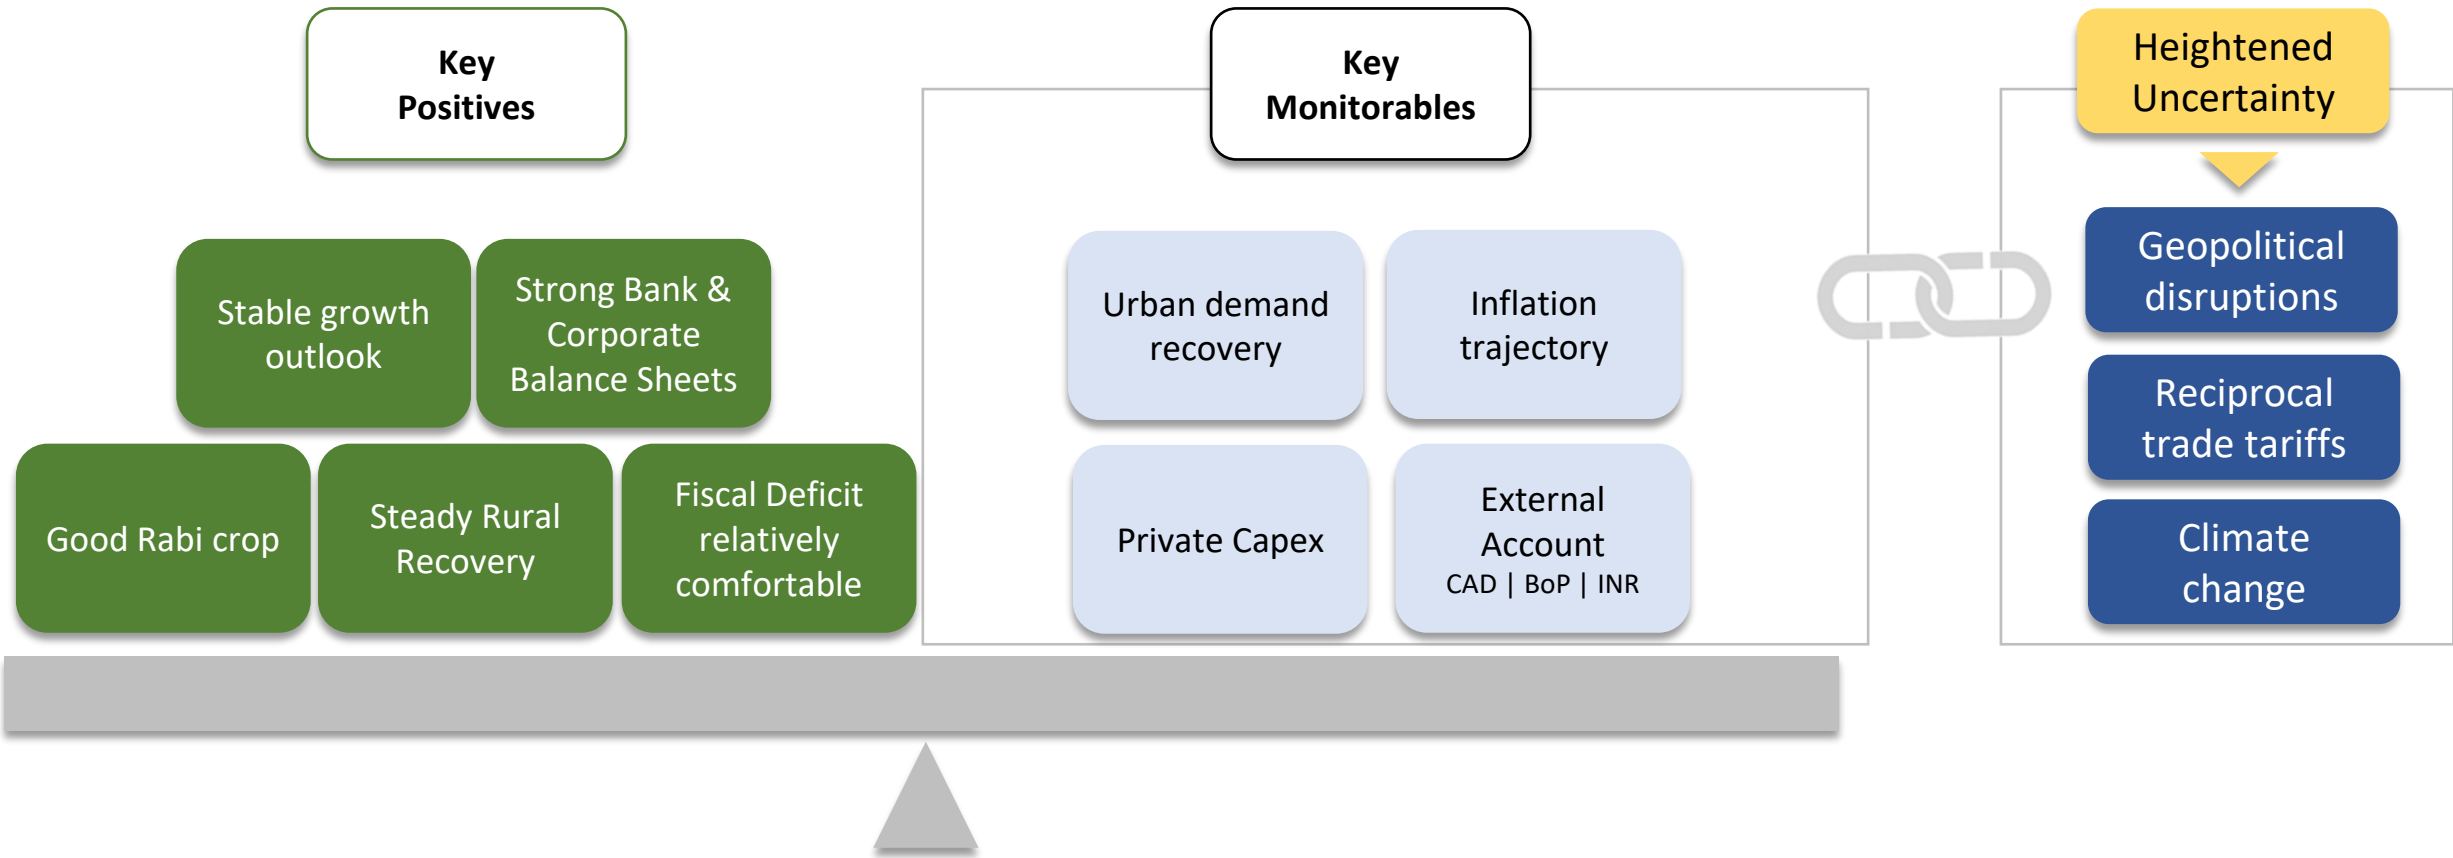 Key
Positives
Stable growth
outlook
Strong Bank &
Corporate
Balance Sheets
Good Rabi crop
Steady Rural
Recovery
Fiscal Deficit
relatively
comfortable
Key
Monitorables
Urban demand
recovery
Inflation
trajectory
Private Capex
External
Account
CAD | BoP | INR
Heightened
Uncertainty
Geopolitical
disruptions
Reciprocal
trade tariffs
Climate
change